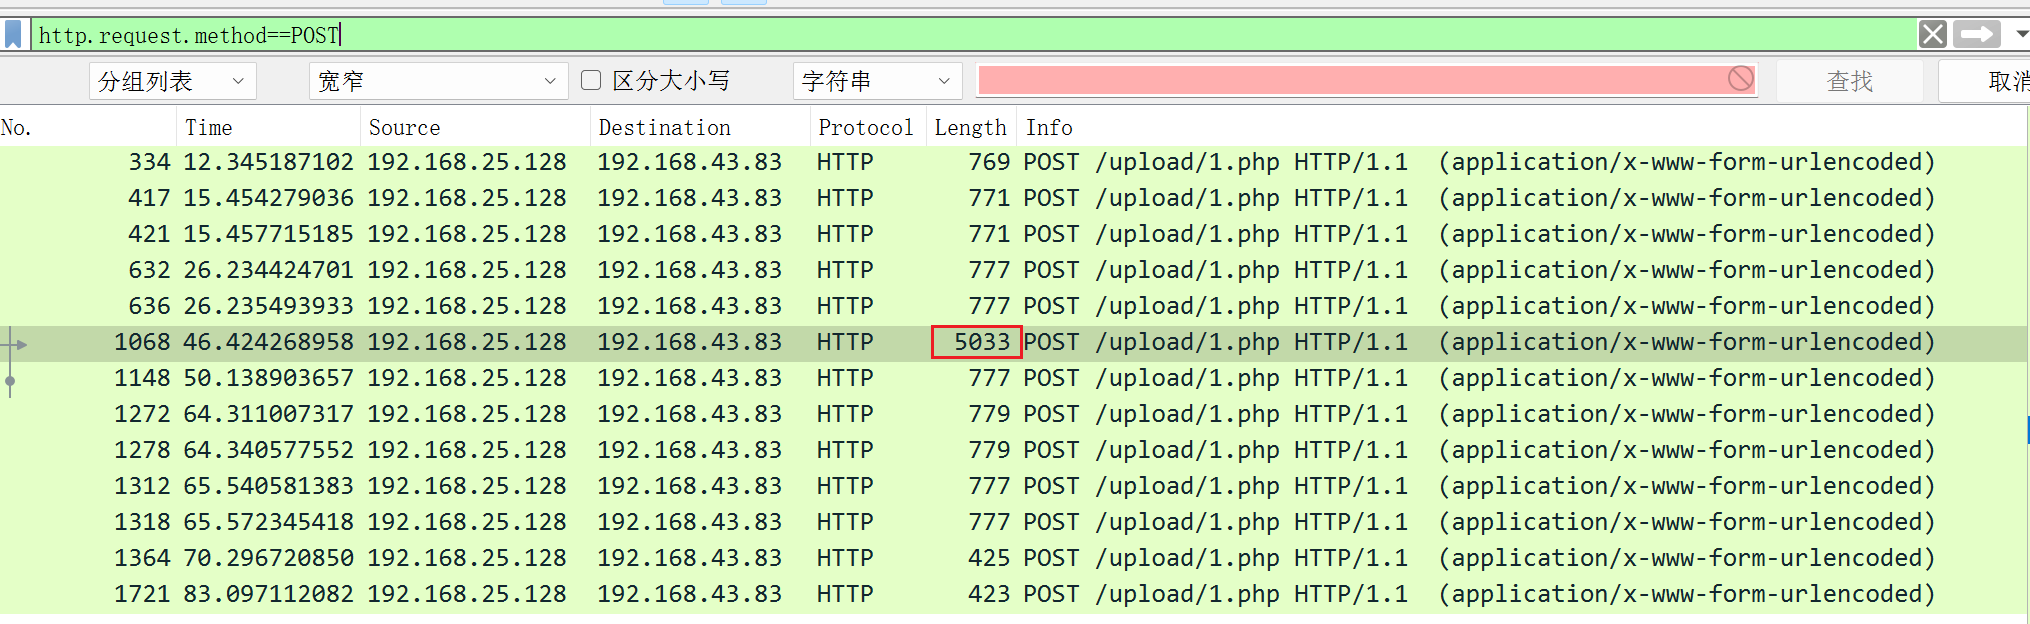 http.request.method==POST
分组列表 宽窄 区分大小写 字符串 查找 取消
No. Time Source Destination Protocol Length Info
334 12.345187102 192.168.25.128 192.168.43.83 HTTP 769 POST /upload/1.php HTTP/1.1 (application/x-www-form-urlencoded)
417 15.454279036 192.168.25.128 192.168.43.83 HTTP 771 POST /upload/1.php HTTP/1.1 (application/x-www-form-urlencoded)
421 15.457715185 192.168.25.128 192.168.43.83 HTTP 771 POST /upload/1.php HTTP/1.1 (application/x-www-form-urlencoded)
632 26.234424701 192.168.25.128 192.168.43.83 HTTP 777 POST /upload/1.php HTTP/1.1 (application/x-www-form-urlencoded)
636 26.235493933 192.168.25.128 192.168.43.83 HTTP 777 POST /upload/1.php HTTP/1.1 (application/x-www-form-urlencoded)
1068 46.424268958 192.168.25.128 192.168.43.83 HTTP 5033 POST /upload/1.php HTTP/1.1 (application/x-www-form-urlencoded)
1148 50.138903657 192.168.25.128 192.168.43.83 HTTP 777 POST /upload/1.php HTTP/1.1 (application/x-www-form-urlencoded)
1272 64.311007317 192.168.25.128 192.168.43.83 HTTP 779 POST /upload/1.php HTTP/1.1 (application/x-www-form-urlencoded)
1278 64.340577552 192.168.25.128 192.168.43.83 HTTP 779 POST /upload/1.php HTTP/1.1 (application/x-www-form-urlencoded)
1312 65.540581383 192.168.25.128 192.168.43.83 HTTP 777 POST /upload/1.php HTTP/1.1 (application/x-www-form-urlencoded)
1318 65.572345418 192.168.25.128 192.168.43.83 HTTP 777 POST /upload/1.php HTTP/1.1 (application/x-www-form-urlencoded)
1364 70.296720850 192.168.25.128 192.168.43.83 HTTP 425 POST /upload/1.php HTTP/1.1 (application/x-www-form-urlencoded)
1721 83.097112082 192.168.25.128 192.168.43.83 HTTP 423 POST /upload/1.php HTTP/1.1 (application/x-www-form-urlencoded)